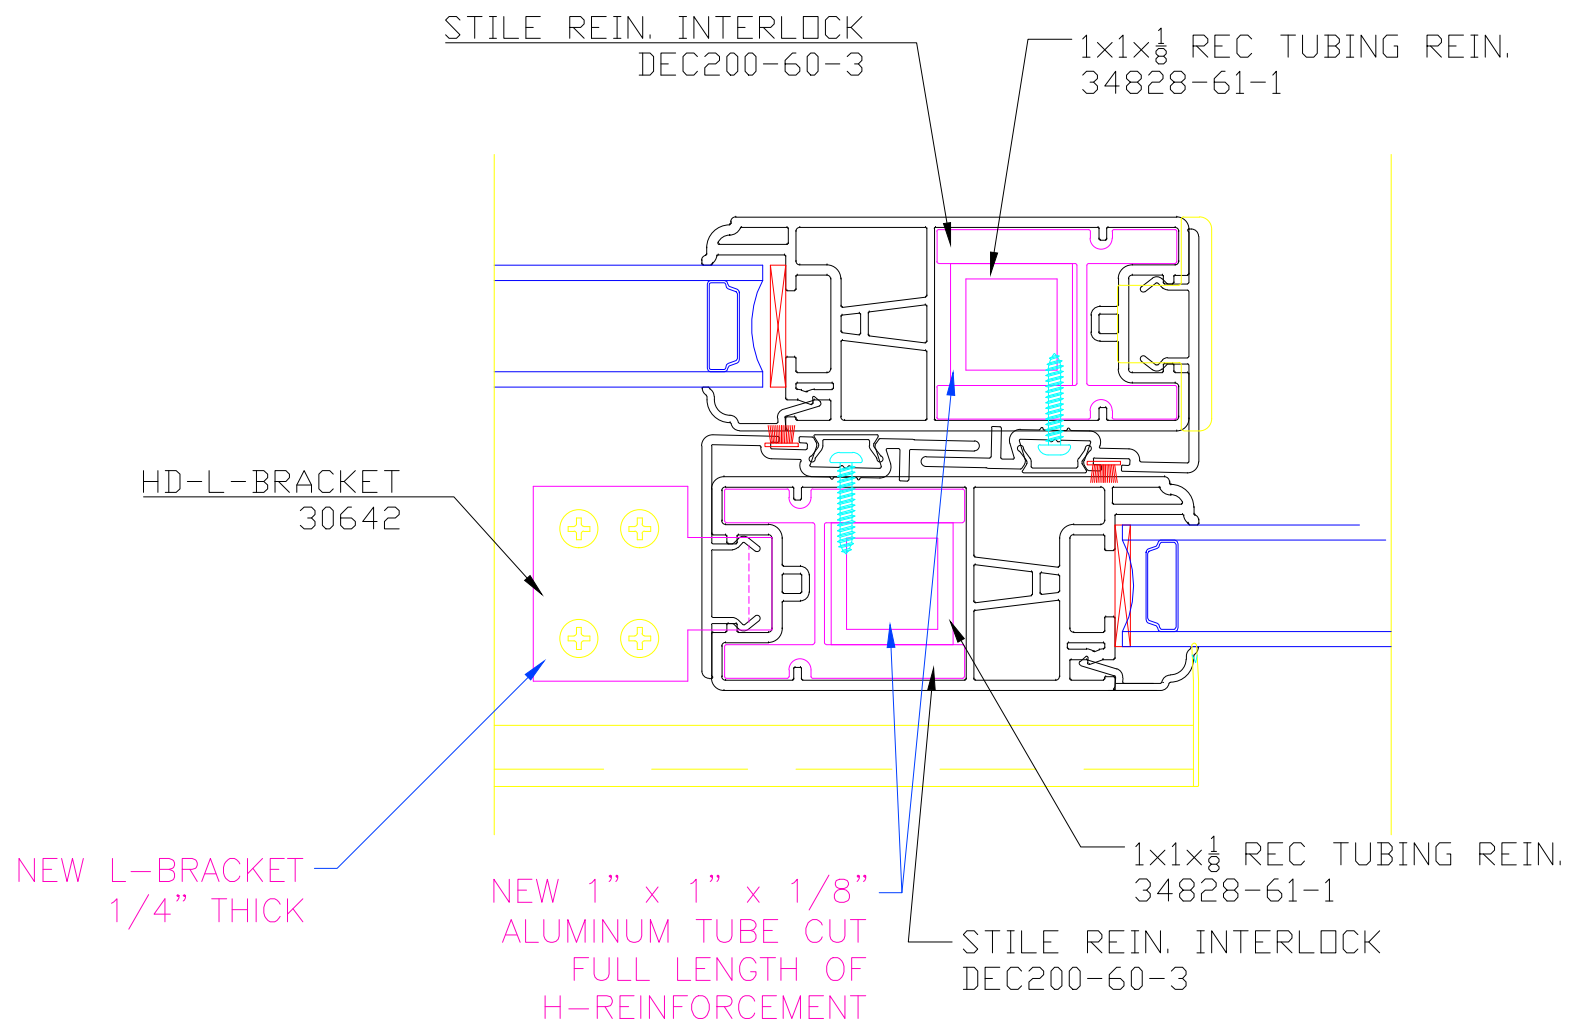 STILE REIN. INTERLOCK
DEC200-60-3
1x1x1/8 REC TUBING REIN.
34828-61-1
HD-L-BRACKET
30642
NEW L-BRACKET
1/4” THICK
NEW 1” x 1” x 1/8”
ALUMINUM TUBE CUT
FULL LENGTH OF
H-REINFORCEMENT
1x1x1/8 REC TUBING REIN.
34828-61-1
STILE REIN. INTERLOCK
DEC200-60-3